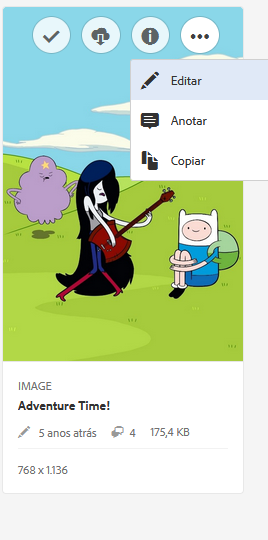 Editar
Anotar
Copiar
IMAGE
Adventure Time!
5 anos atrás 4 175,4 KB
768 x 1.136